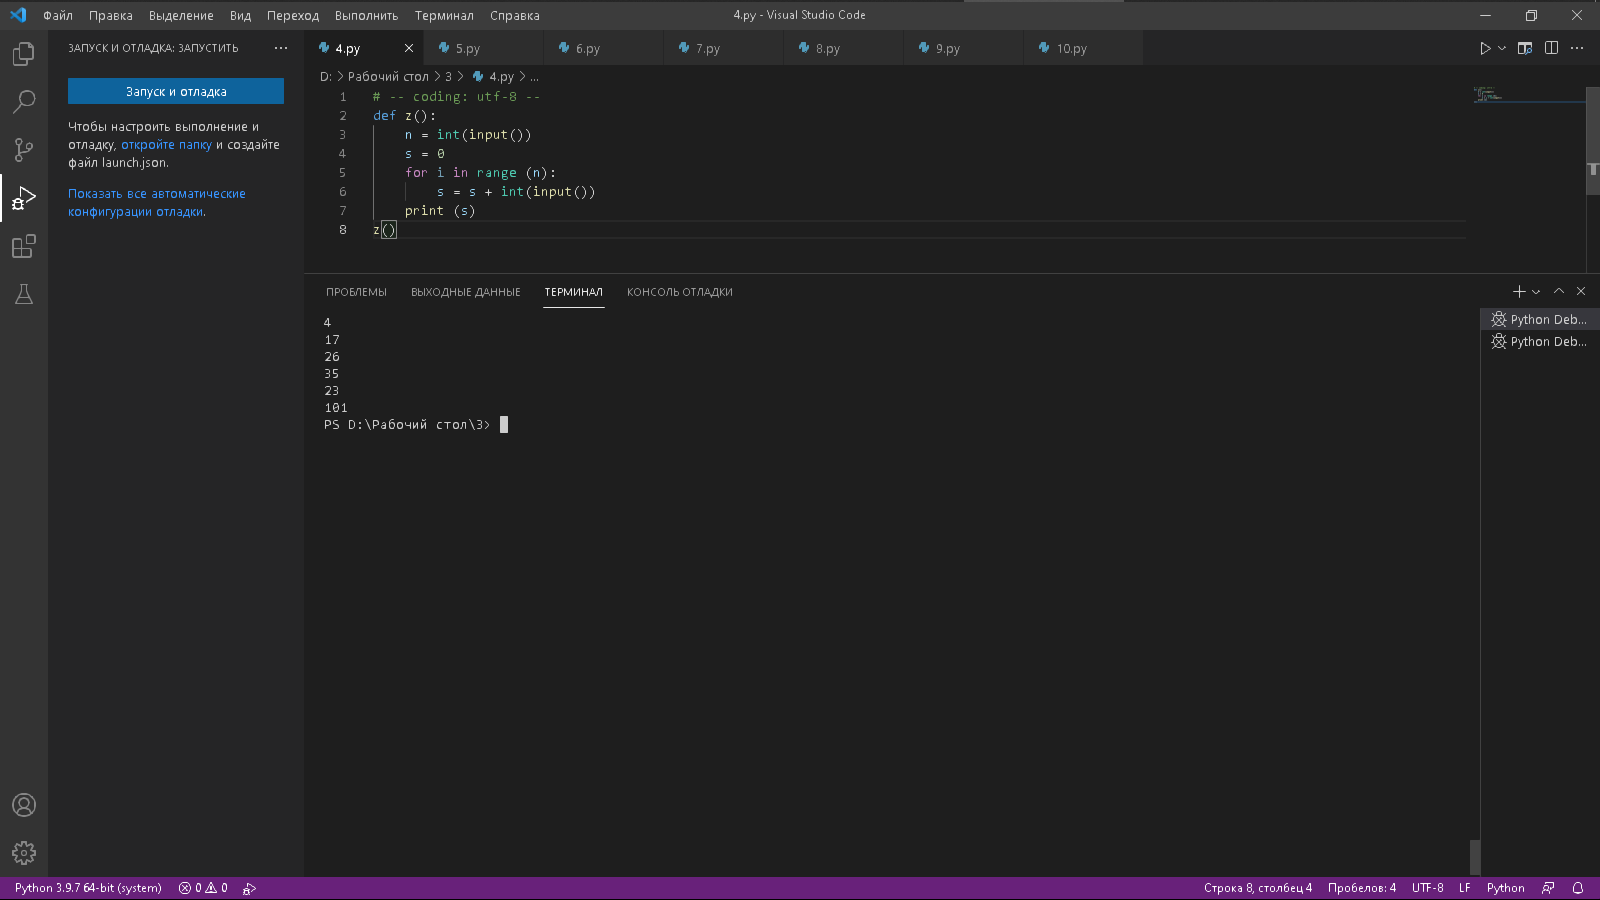 Файл Правка Выделение Вид Переход Выполнить Терминал Справка 4.py - Visual Studio Code
ЗАПУСК И ОТЛАДКА: ЗАПУСТИТЬ
4.py 5.py 6.py 7.py 8.py 9.py 10.py
Запуск и отладка
Чтобы настроить выполнение и
отладку, откройте папку и создайте
файл launch.json.
Показать все автоматические
конфигурации отладки.
D: > Рабочий стол > 3 > 4.py > ...
1 # -- coding: utf-8 --
2 def z():
3 n = int(input())
4 s = 0
5 for i in range (n):
6 s = s + int(input())
7 print (s)
8 z()
ПРОБЛЕМЫ ВЫХОДНЫЕ ДАННЫЕ ТЕРМИНАЛ КОНСОЛЬ ОТЛАДКИ
4
17
26
35
23
101
PS D:\Рабочий стол\3>
Python Deb...
Python Deb...
Python 3.9.7 64-bit (system) 0 0 Строка 8, столбец 4 Пробелов: 4 UTF-8 LF Python